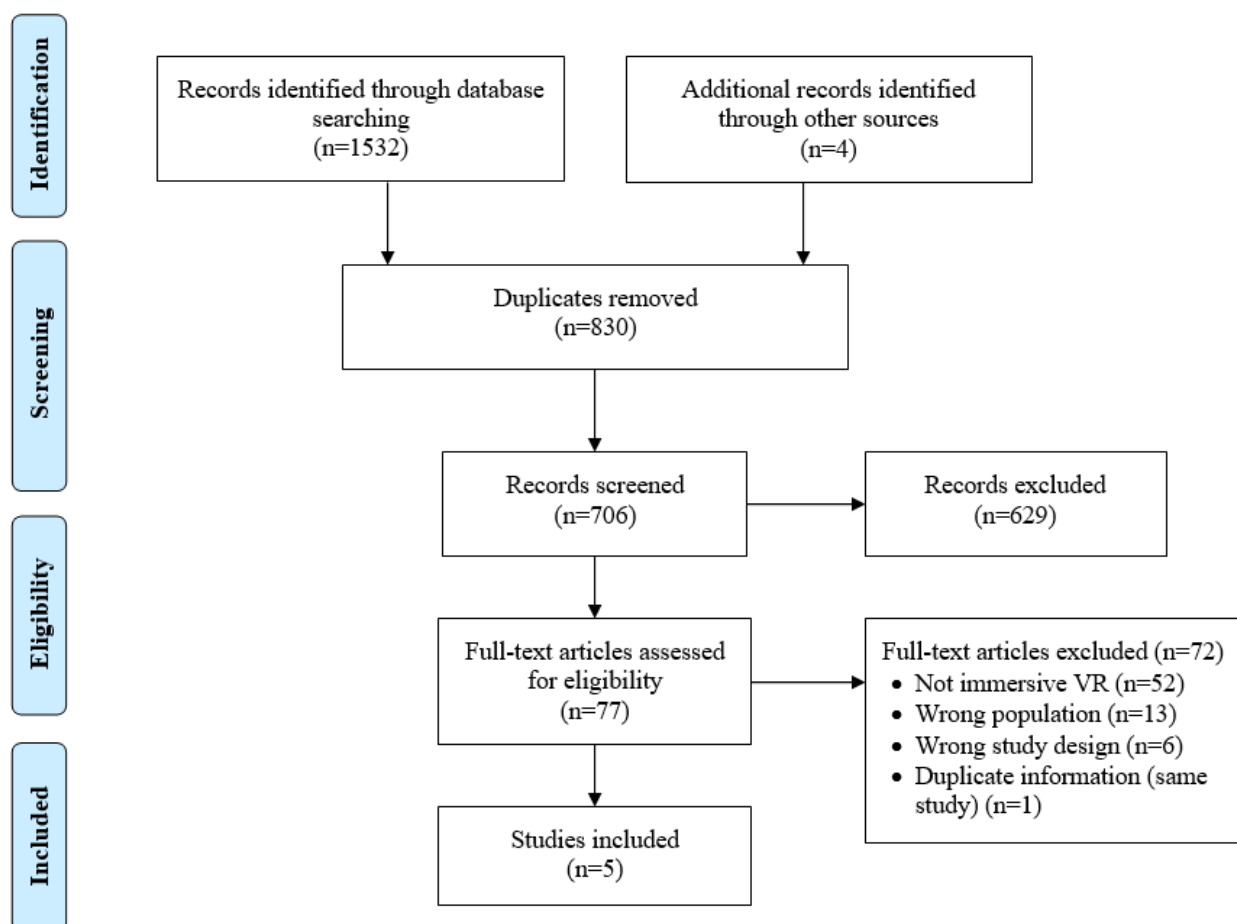 Identification
Records identified through database
searching
(n=1532)
Additional records identified
through other sources
(n=4)
Screening
Duplicates removed
(n=830)
Records screened
(n=706)
Records excluded
(n=629)
Eligibility
Full-text articles assessed
for eligibility
(n=77)
Full-text articles excluded (n=72)
• Not immersive VR (n=52)
• Wrong population (n=13)
• Wrong study design (n=6)
• Duplicate information (same
study) (n=1)
Included
Studies included
(n=5)